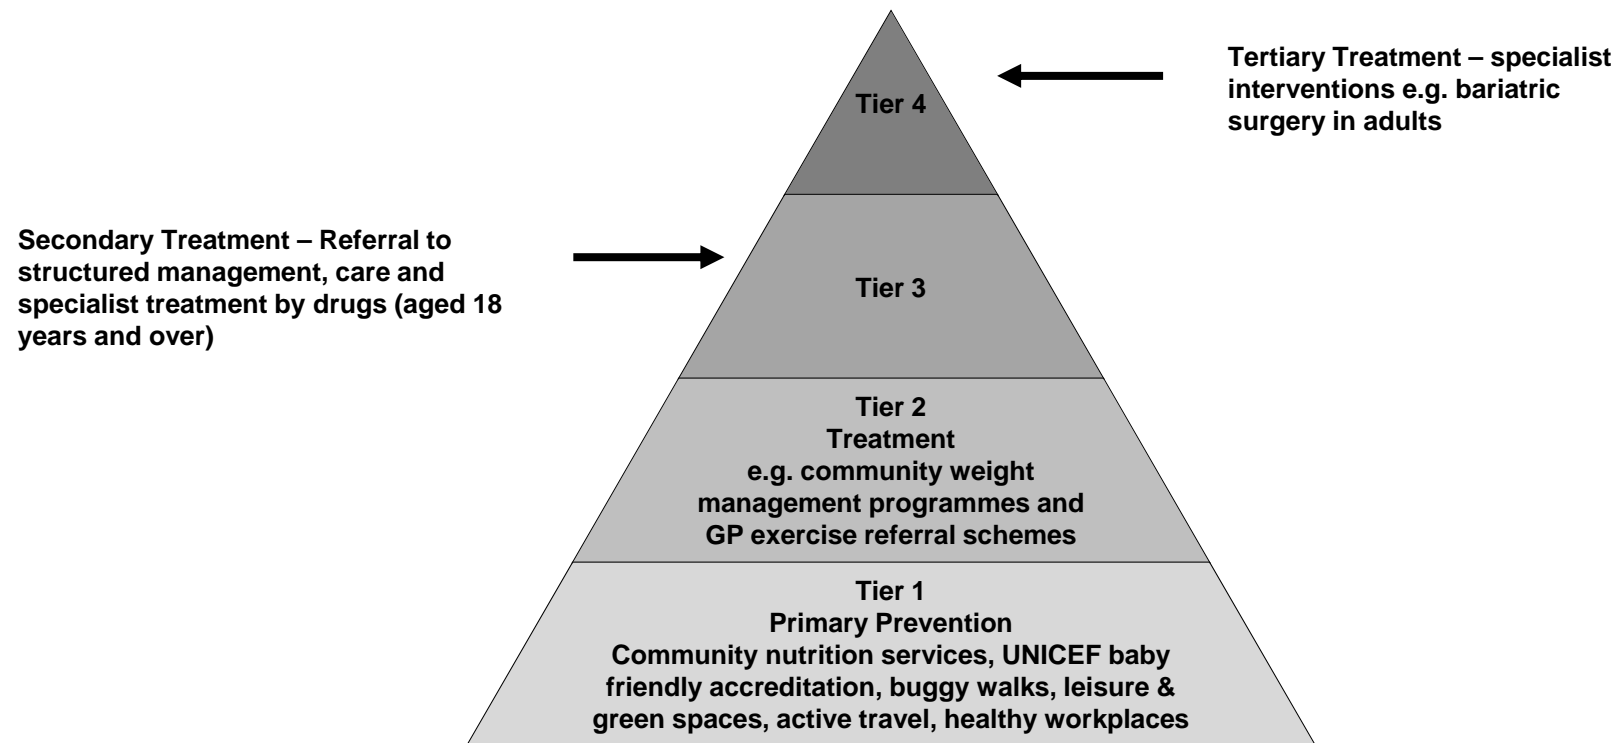 Tier 4
Tertiary Treatment – specialist
interventions e.g. bariatric
surgery in adults
Secondary Treatment – Referral to
structured management, care and
specialist treatment by drugs (aged 18
years and over)
Tier 3
Tier 2
Treatment
e.g. community weight
management programmes and
GP exercise referral schemes
Tier 1
Primary Prevention
Community nutrition services, UNICEF baby
friendly accreditation, buggy walks, leisure &
green spaces, active travel, healthy workplaces